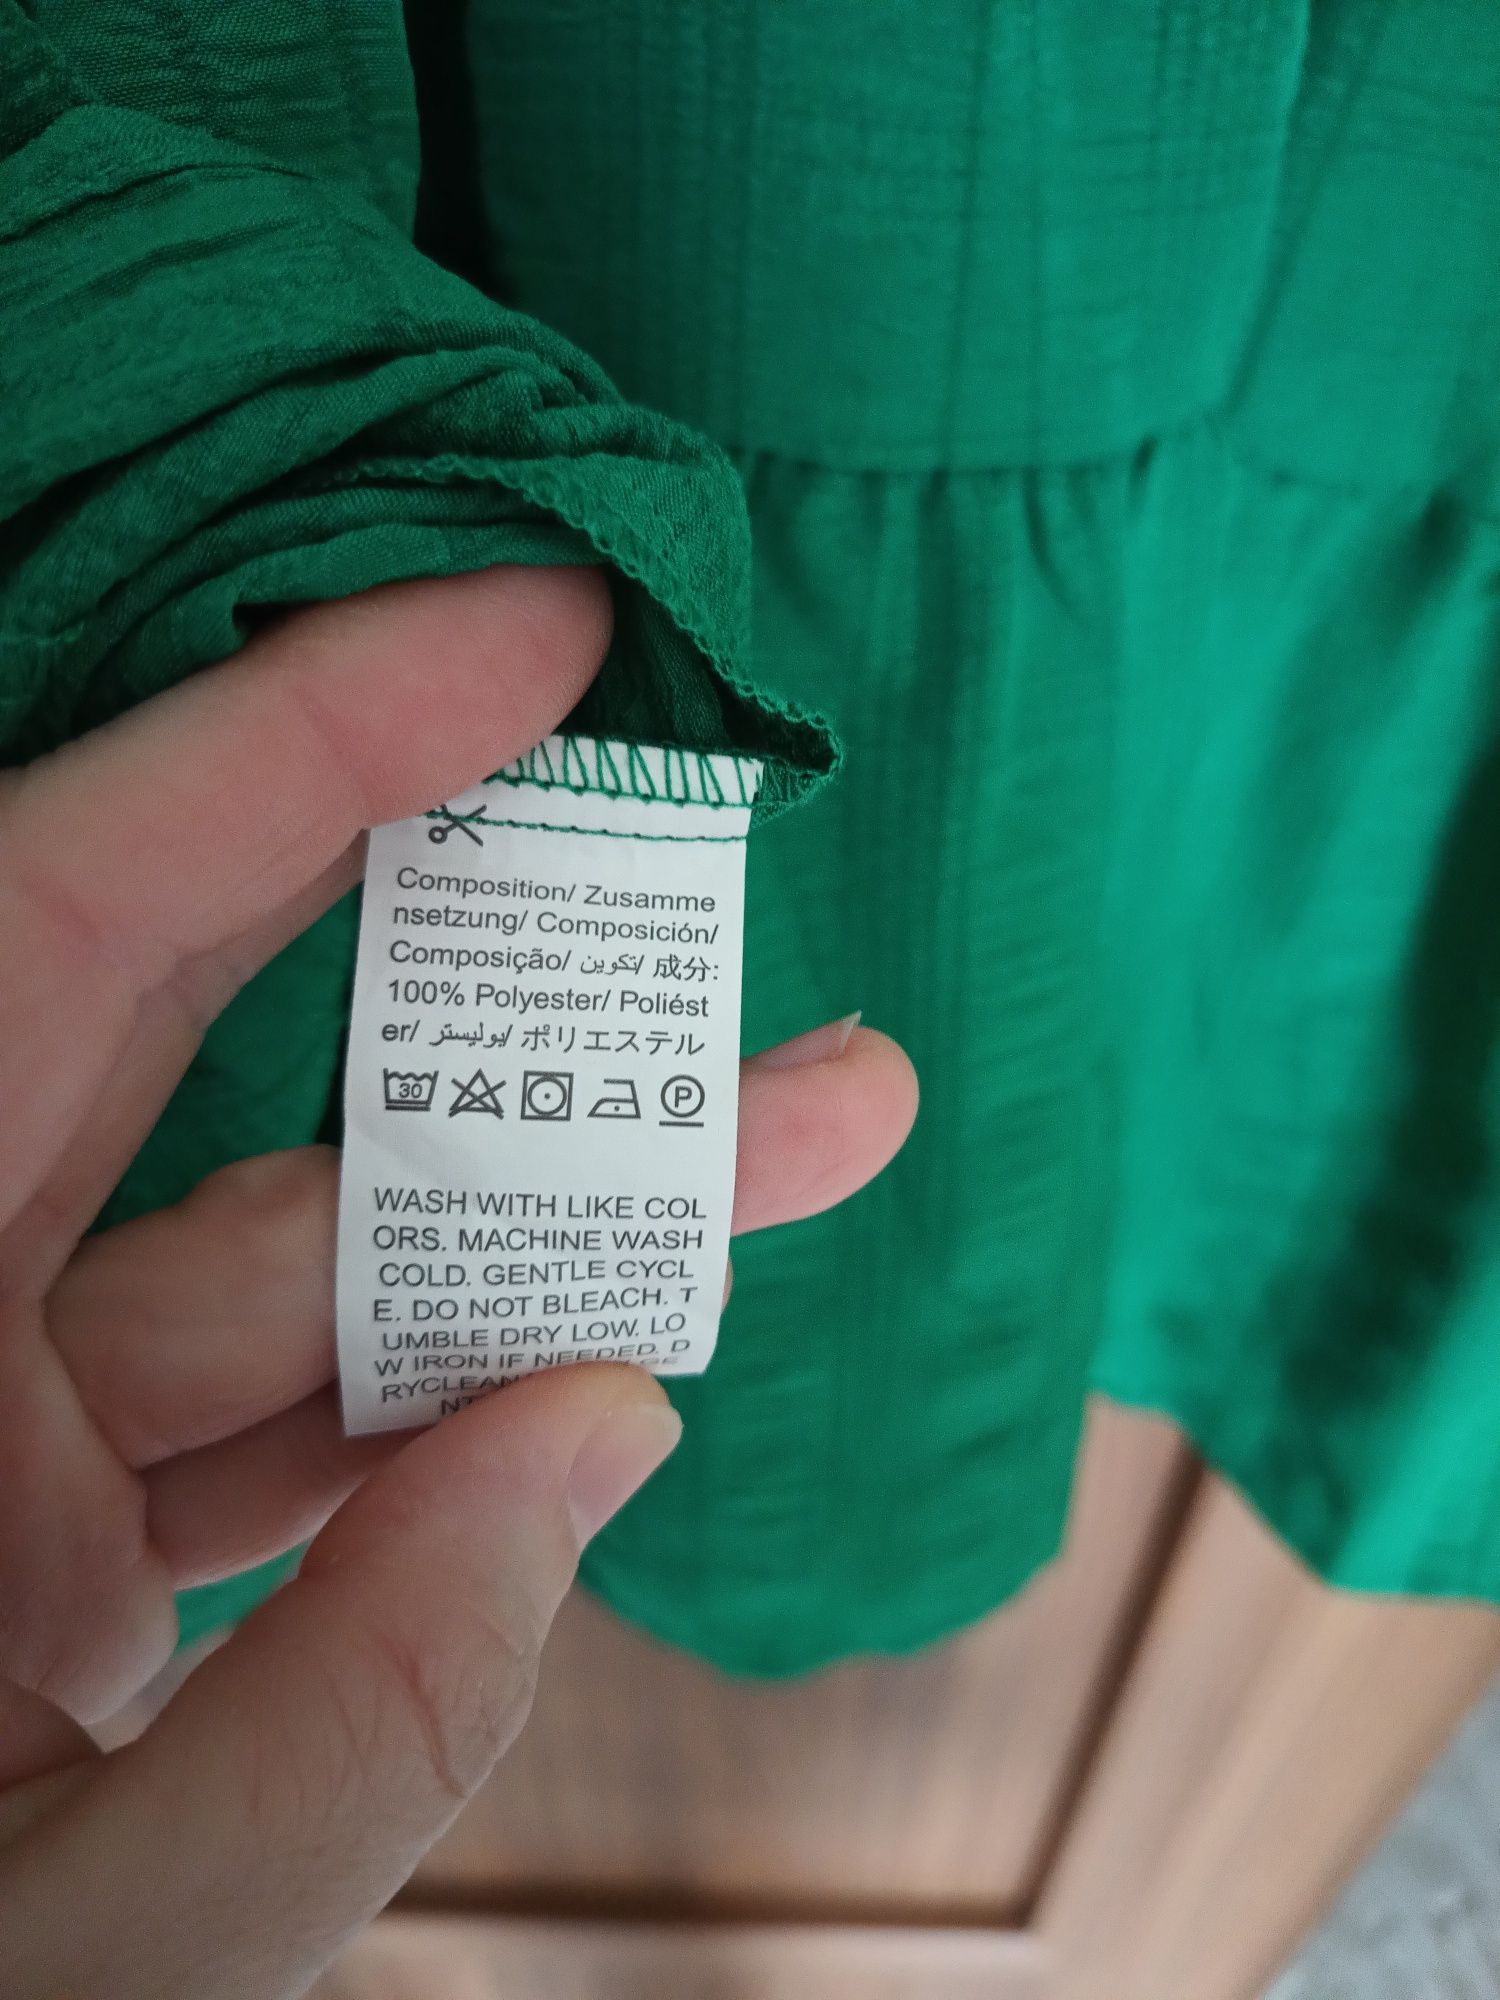 Composition/ Zusamme
nsetzung/ Composición/
Composição/ تكوين/ 成分:
100% Polyester/ Poliést
er/ بوليستر/ ポリエステル
30
P
WASH WITH LIKE COL
ORS. MACHINE WASH
COLD. GENTLE CYCL
E. DO NOT BLEACH. T
UMBLE DRY LOW. LO
W IRON IF NEEDED. D
RYCLEAN